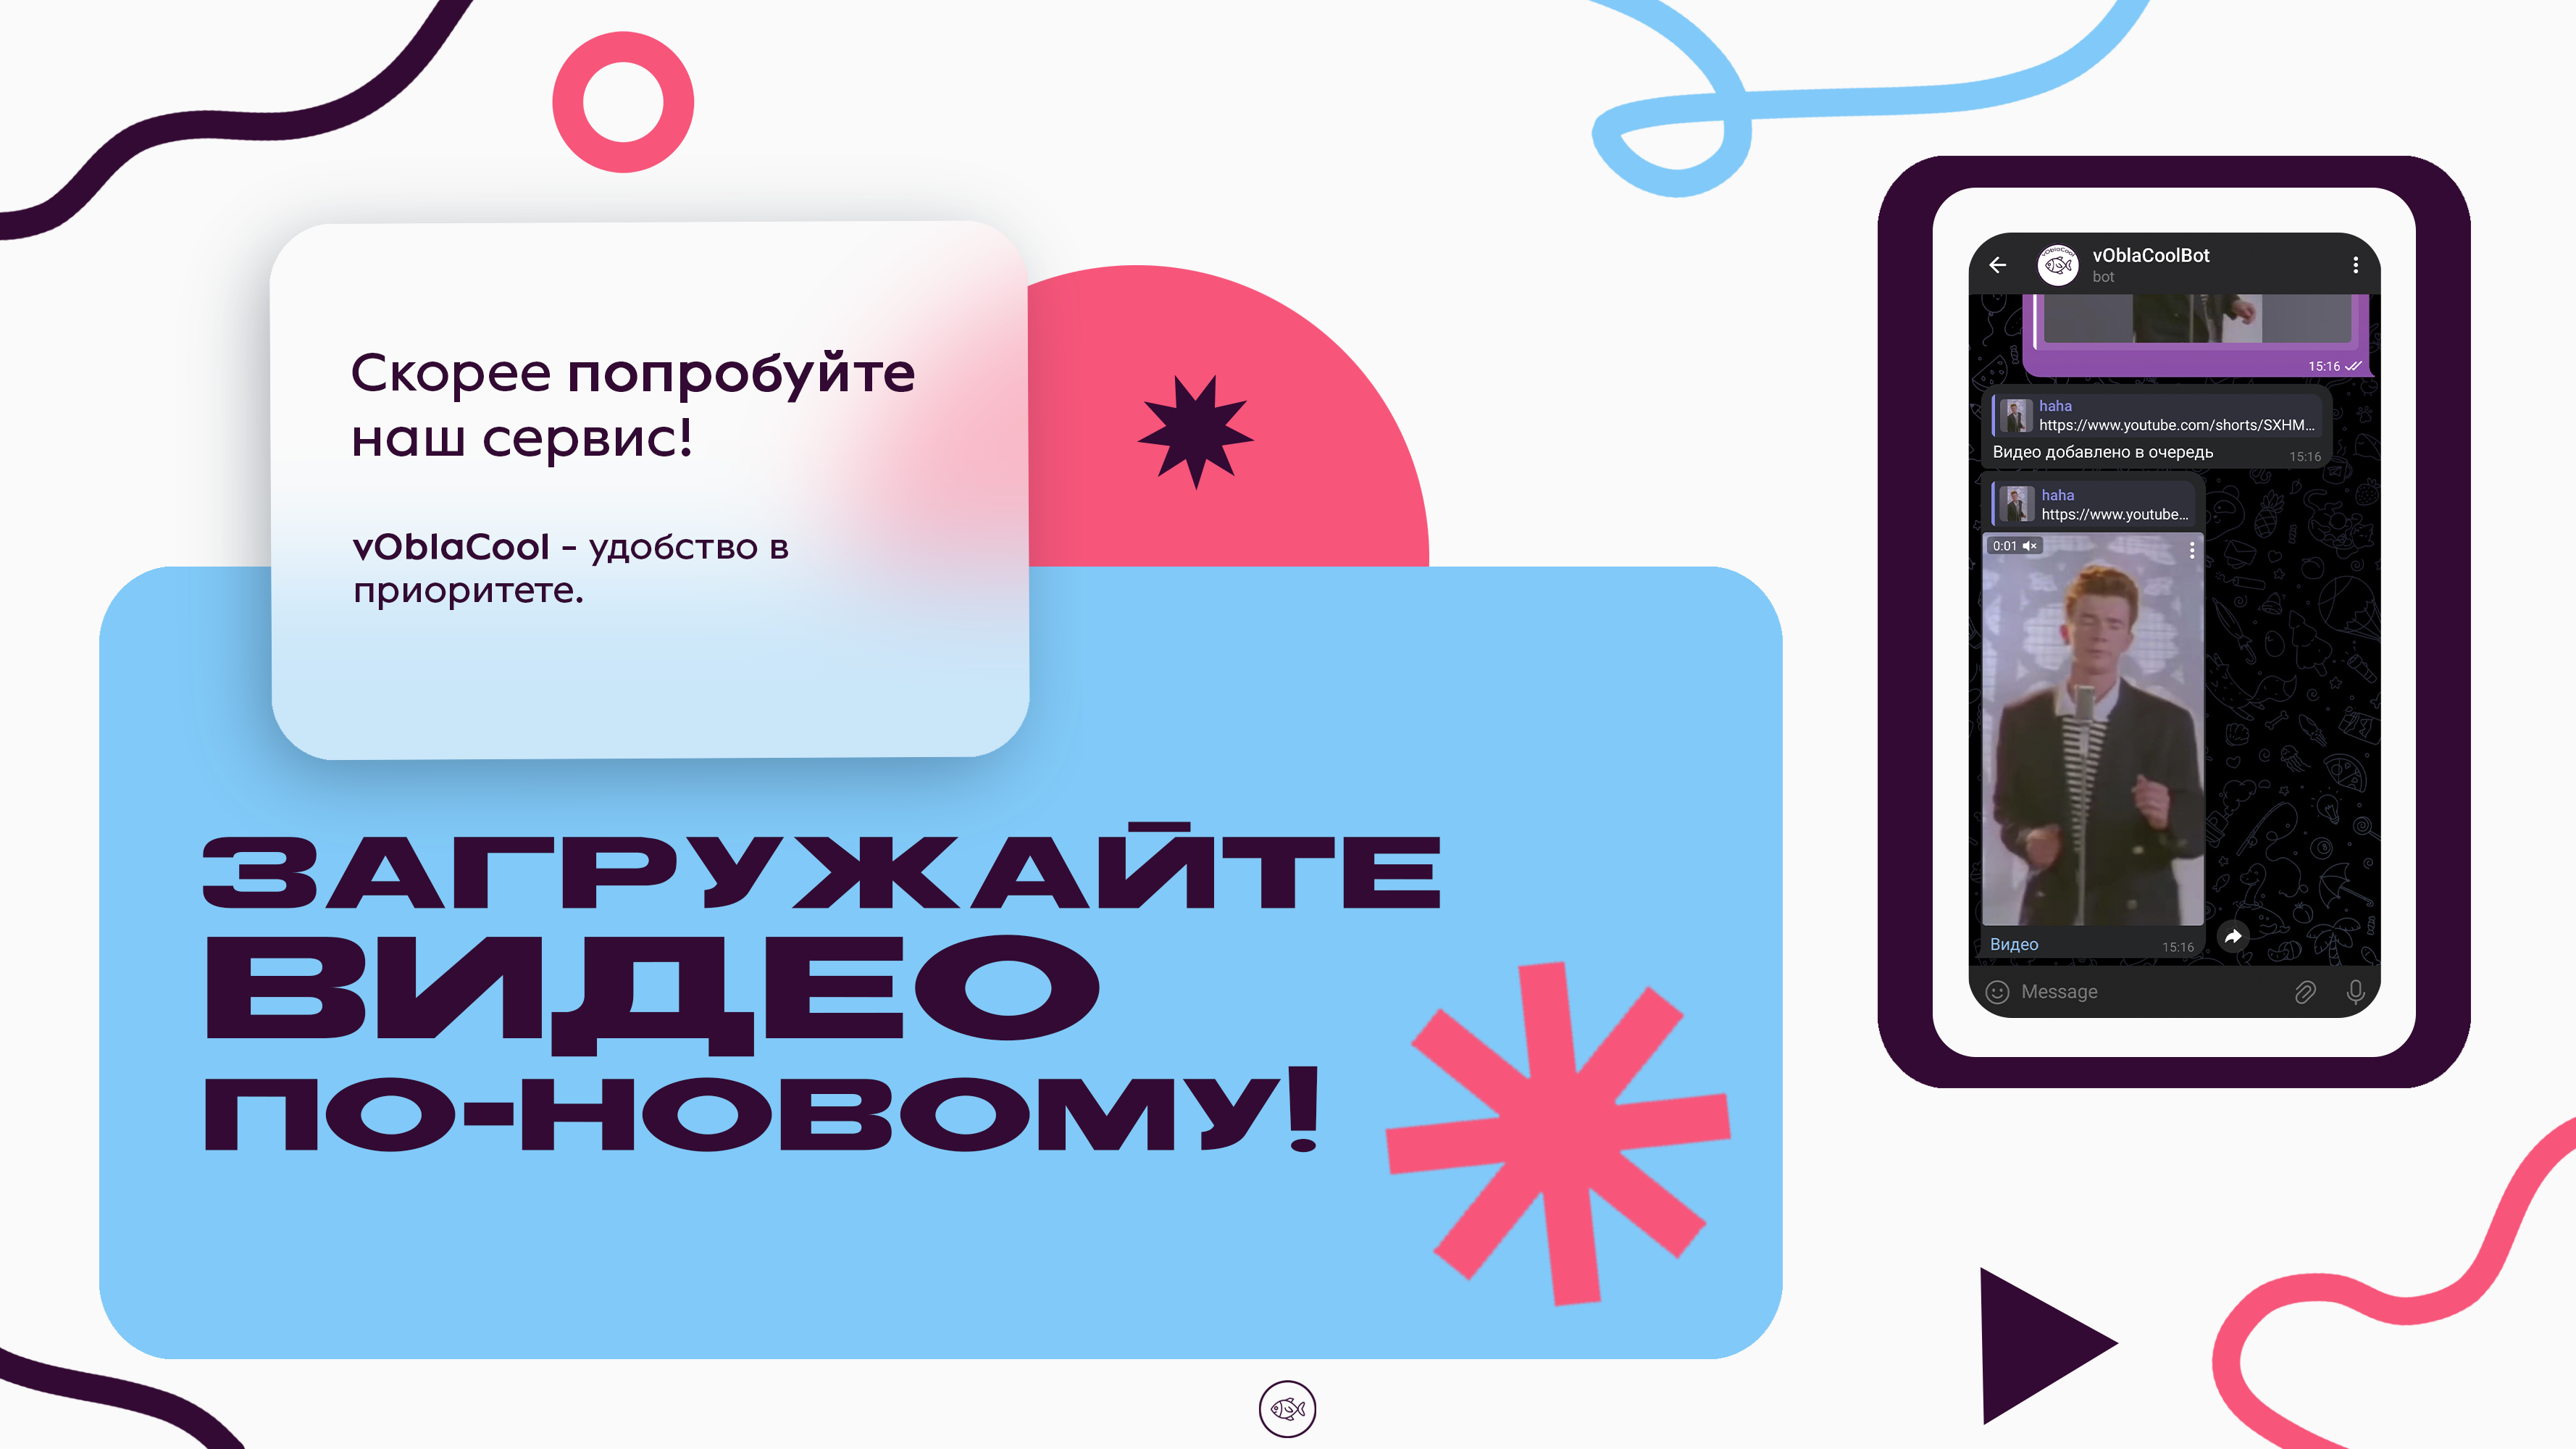 Скорее попробуйте
наш сервис!
vOblaCool - удобство в
приоритете.
ЗАГРУЖАЙТЕ
ВИДЕО
ПО-НОВОМУ!
vOblaCoolBot
bot
15:16
haha
https://www.youtube.com/shorts/SXHM...
Видео добавлено в очередь
15:16
haha
https://www.youtube...
0:01
Видео
15:16
Message